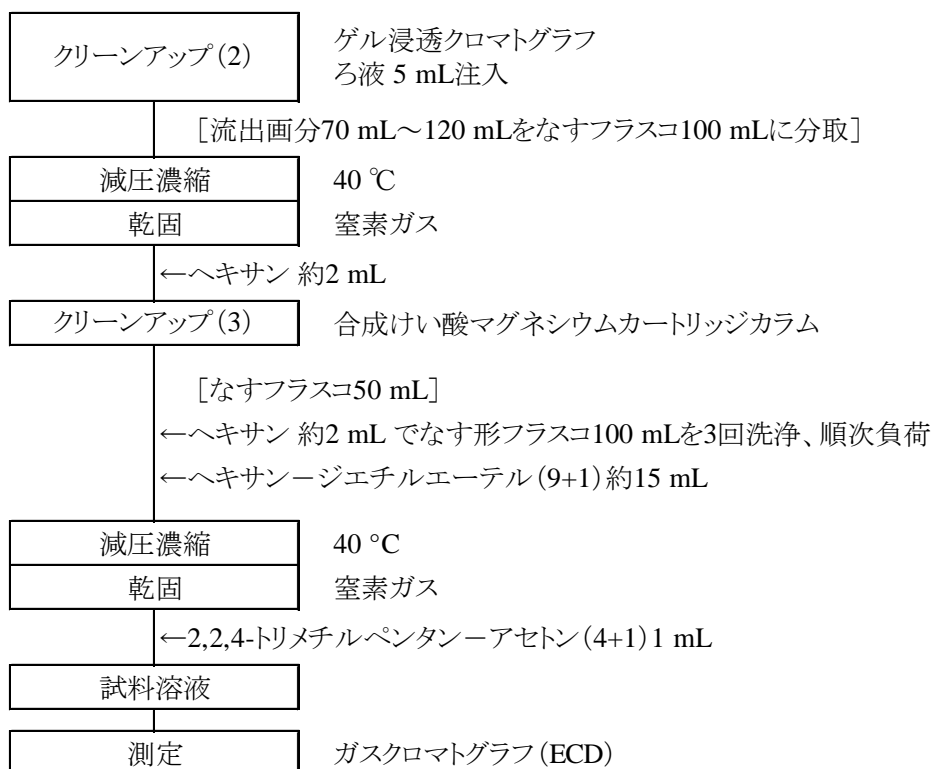 クリーンアップ(2)
ゲル浸透クロマトグラフ
ろ液 5 mL注入
[流出画分70 mL～120 mLをなすフラスコ100 mLに分取]
減圧濃縮
40 ℃
乾固
窒素ガス
←ヘキサン 約2 mL
クリーンアップ(3)
合成けい酸マグネシウムカートリッジカラム
[なすフラスコ50 mL]
←ヘキサン 約2 mL でなす形フラスコ100 mLを3回洗浄、順次負荷
←ヘキサン－ジエチルエーテル(9+1)約15 mL
減圧濃縮
40 °C
乾固
窒素ガス
←2,2,4-トリメチルペンタン－アセトン(4+1)1 mL
試料溶液
測定
ガスクロマトグラフ(ECD)